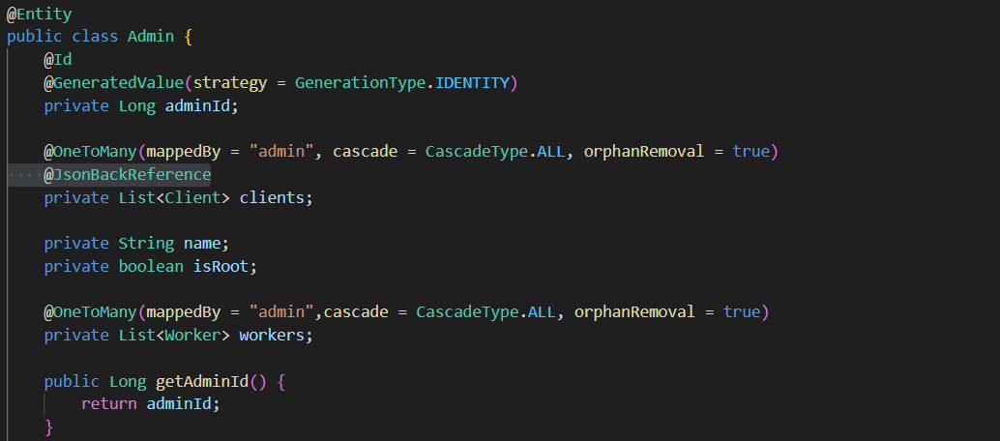 @Entity
public class Admin {
@Id
@GeneratedValue(strategy = GenerationType.IDENTITY)
private Long adminId;
@OneToMany(mappedBy = "admin", cascade = CascadeType.ALL, orphanRemoval = true)
@JsonBackReference
private List<Client> clients;
private String name;
private boolean isRoot;
@OneToMany(mappedBy = "admin",cascade = CascadeType.ALL, orphanRemoval = true)
private List<Worker> workers;
public Long getAdminId() {
return adminId;
}